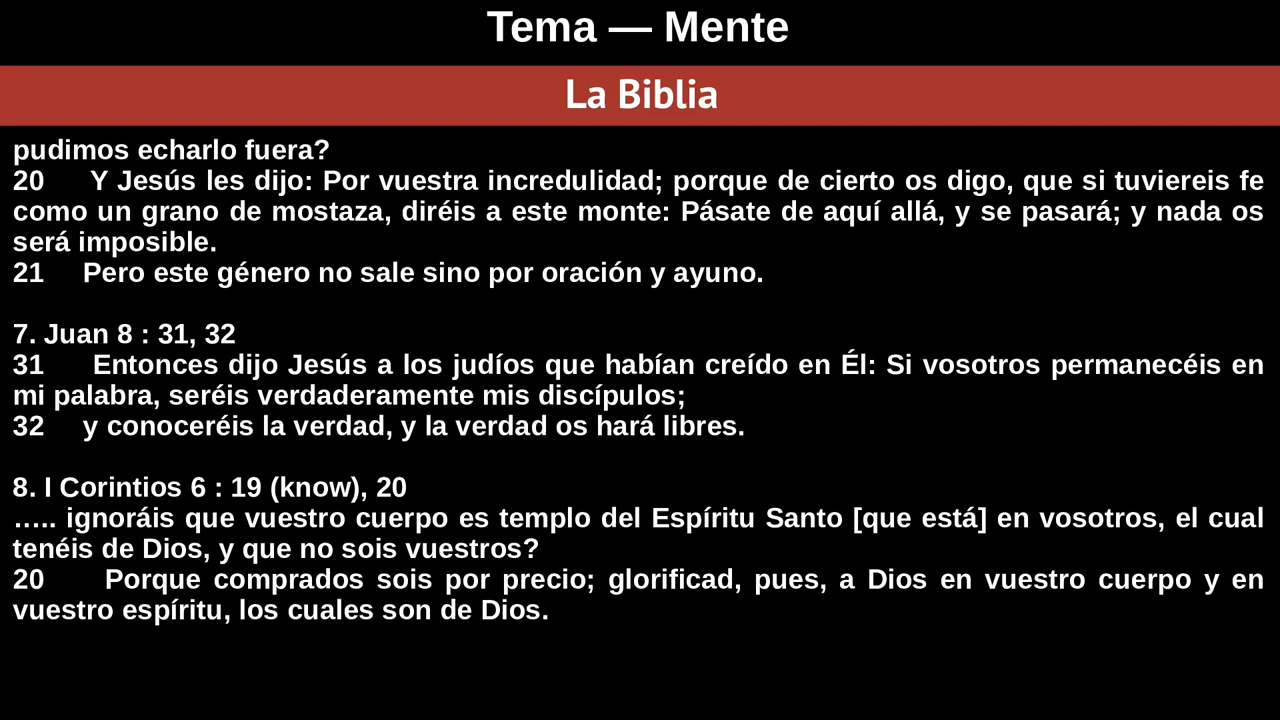 Tema — Mente
La Biblia
pudimos echarlo fuera?
20 Y Jesús les dijo: Por vuestra incredulidad; porque de cierto os digo, que si tuviereis fe
como un grano de mostaza, diréis a este monte: Pásate de aquí allá, y se pasará; y nada os
será imposible.
21 Pero este género no sale sino por oración y ayuno.
7. Juan 8 : 31, 32
31 Entonces dijo Jesús a los judíos que habían creído en Él: Si vosotros permanecéis en
mi palabra, seréis verdaderamente mis discípulos;
32 y conoceréis la verdad, y la verdad os hará libres.
8. I Corintios 6 : 19 (know), 20
….. ignoráis que vuestro cuerpo es templo del Espíritu Santo [que está] en vosotros, el cual
tenéis de Dios, y que no sois vuestros?
20 Porque comprados sois por precio; glorificad, pues, a Dios en vuestro cuerpo y en
vuestro espíritu, los cuales son de Dios.